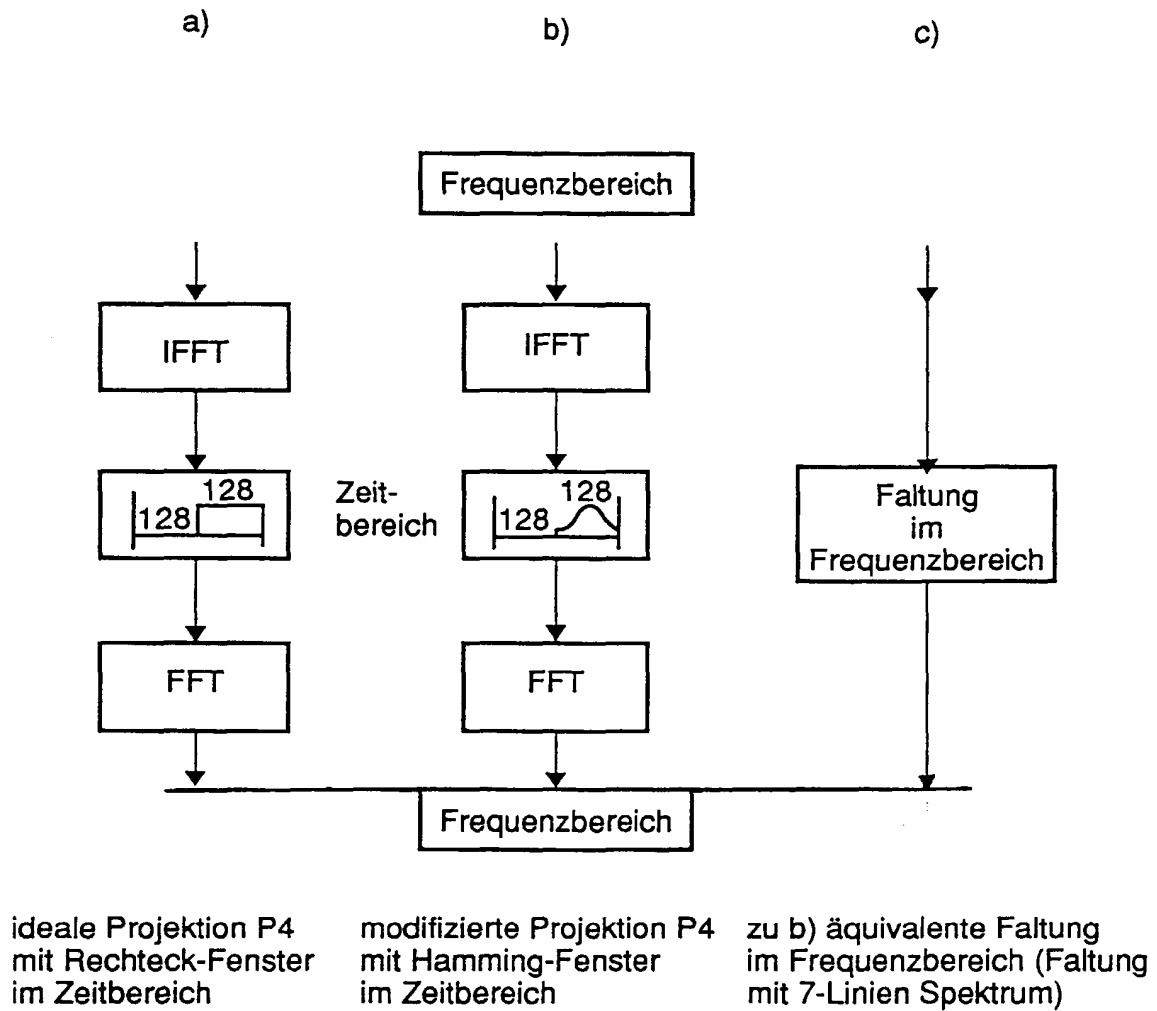 a)
b)
c)
Frequenzbereich
IFFT
IFFT
128
128
Zeit-
bereich
128
128
Faltung
im
Frequenzbereich
FFT
FFT
Frequenzbereich
ideale Projektion P4
mit Rechteck-Fenster
im Zeitbereich
modifizierte Projektion P4
mit Hamming-Fenster
im Zeitbereich
zu b) äquivalente Faltung
im Frequenzbereich (Faltung
mit 7-Linien Spektrum)